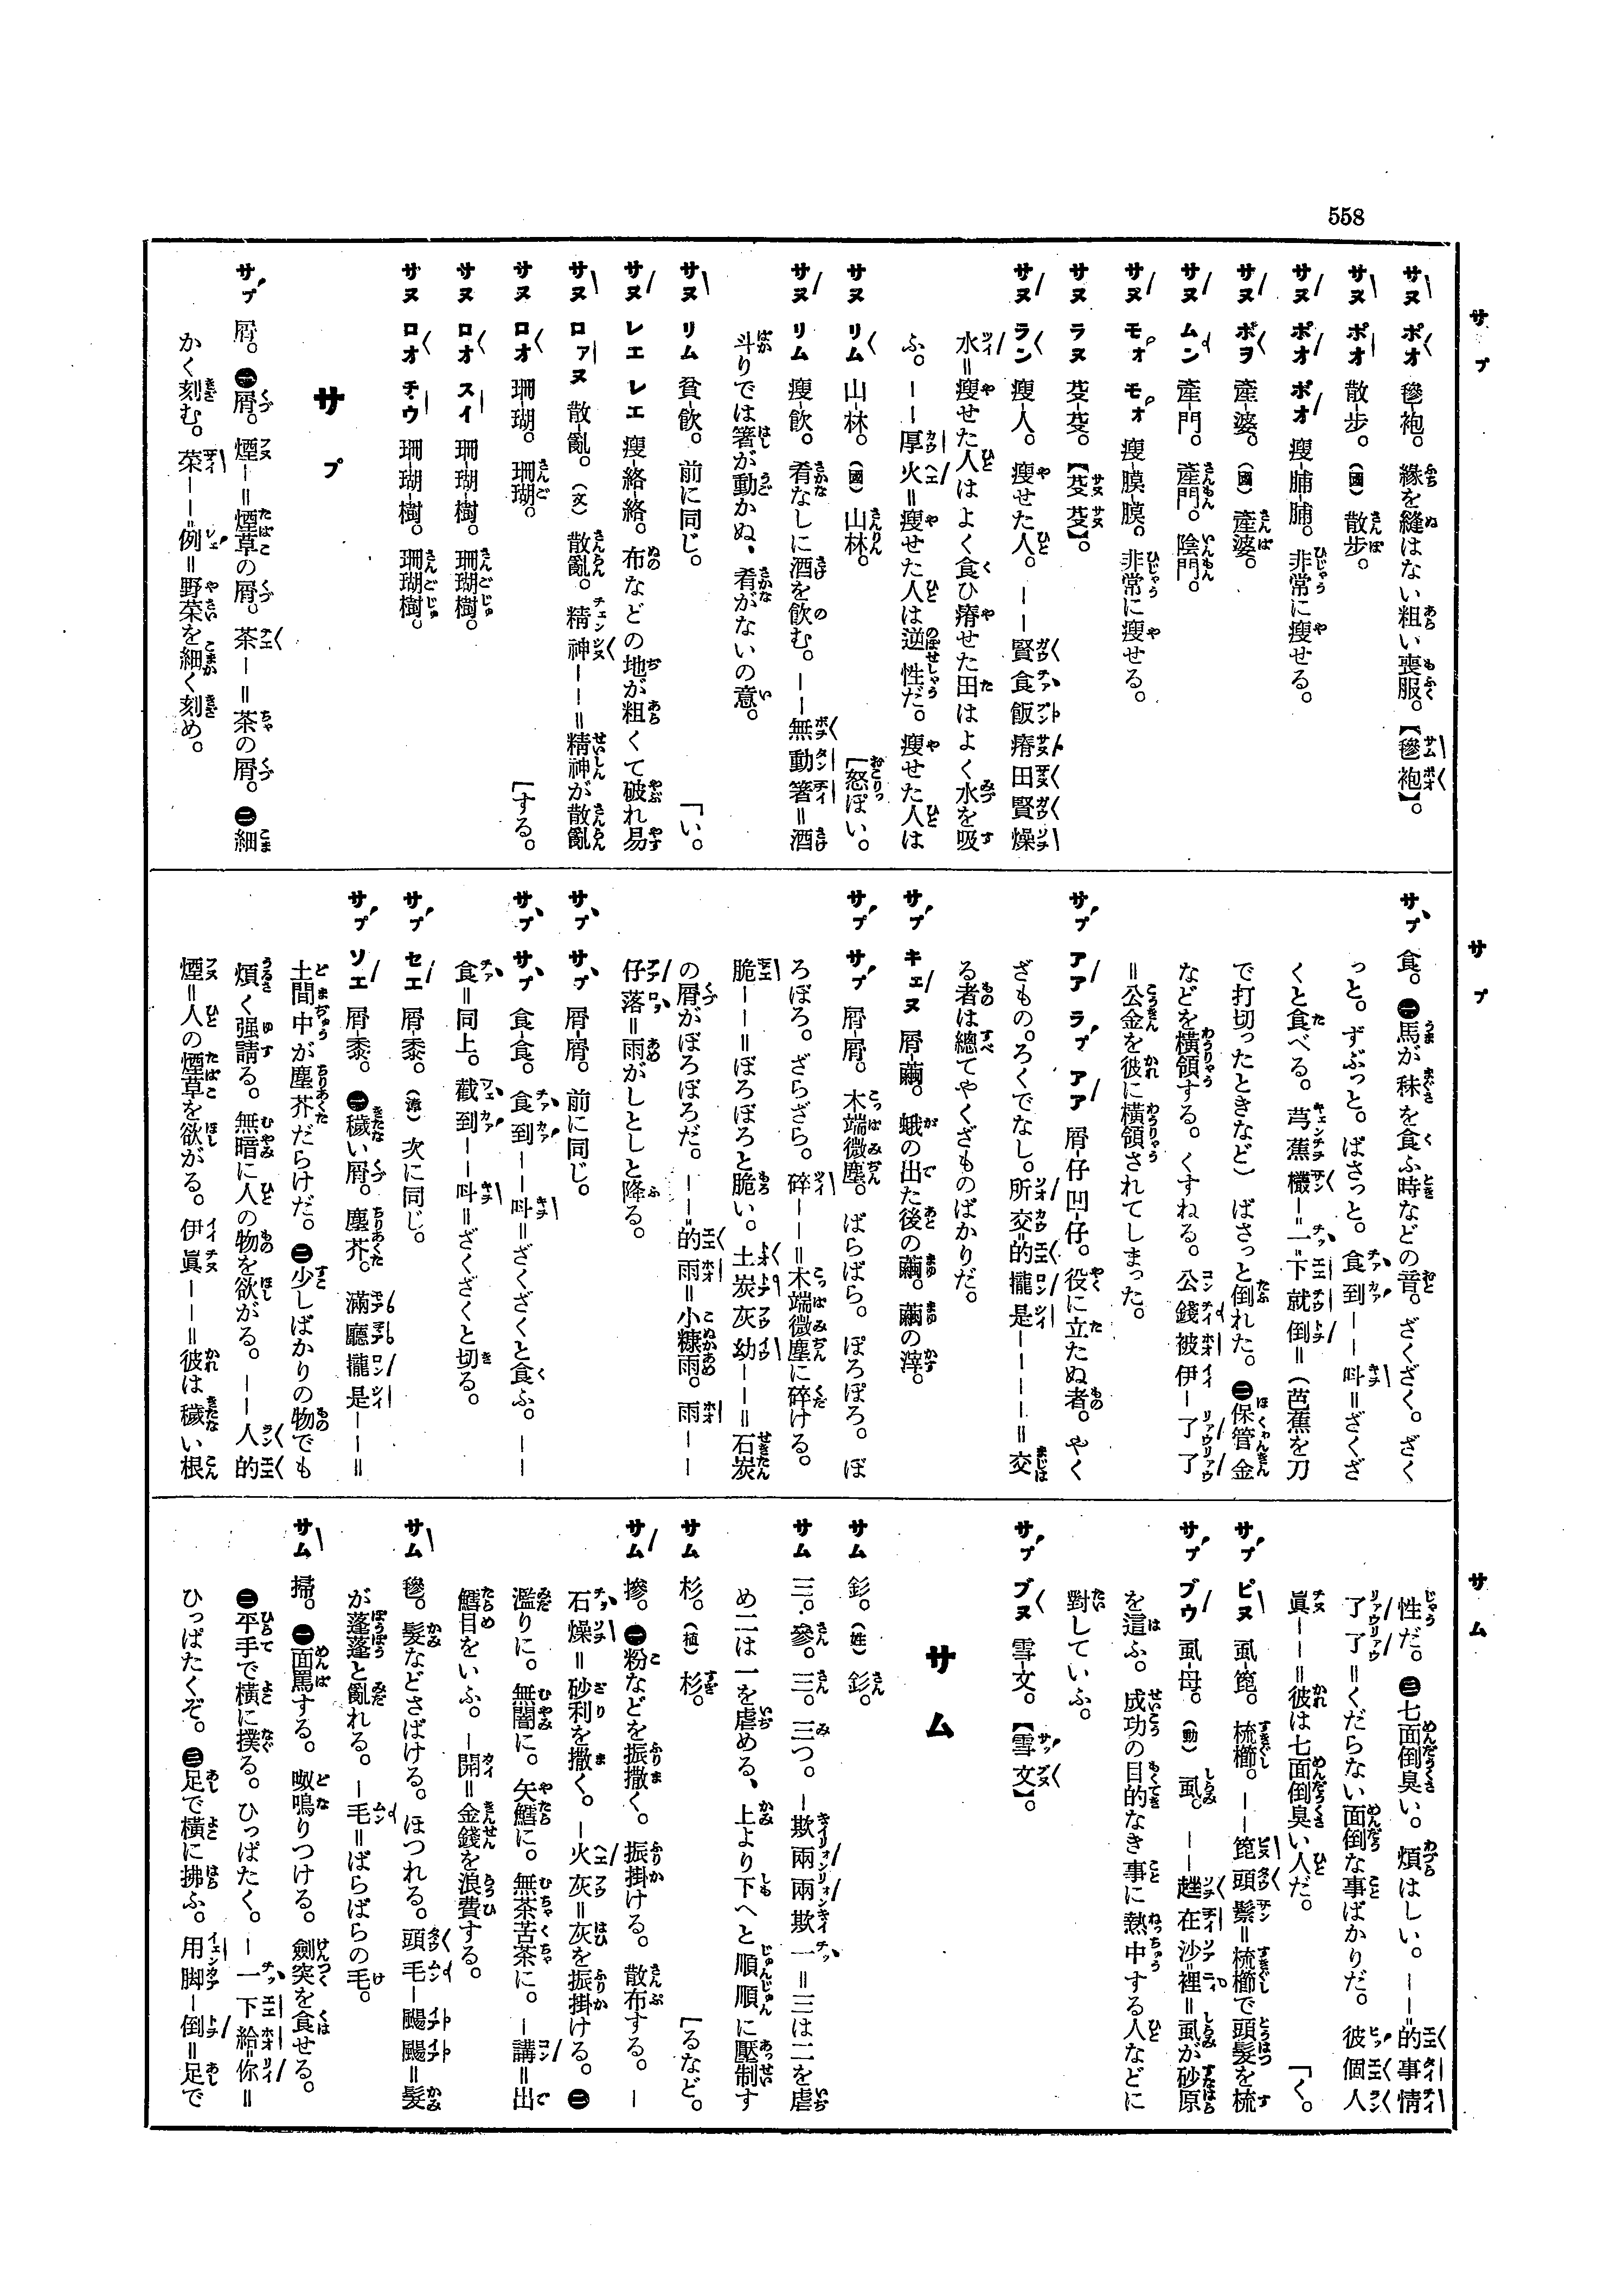 558
サプ
サプ
サム
サヌ ポオ 毿-袍。緣を縫はない粗い喪服。【毿袍】。
サヌ ポオ 散-步。（國）散步。
サヌ ポオ ポオ 瘦-脯-脯。非常に瘦せる。
サヌ ポヲ 產-婆。（國）產婆。
サヌ ムン 產-門。產門。陰門。
サヌ モオ モオ 瘦-膜-膜。非常に瘦せる。
サヌ ラン 瘦-人。瘦せた人。－－賢食飯瘠田賢燥
水＝瘦せた人はよく食ひ瘠せた田はよく水を吸
ふ。－－厚火＝瘦せた人は逆性だ。瘦せた人は
［怒ぽい。
サヌ リム 山-林。（國）山林。
サヌ リム 瘦-飮。肴なしに酒を飮む。－－無動箸＝酒
斗りでは箸が動かぬ、肴がないの意。
サヌ リム 貧-飮。前に同じ。
サヌ レエ レエ 瘦-絡-絡。布などの地が粗くて破れ易
「い。
サヌ ロアヌ 散-亂。（文）散亂。精神－－＝精神が散亂
［する。
サヌ ロオ 珊-瑚。珊瑚。
サヌ ロオ スイ 珊-瑚-樹。珊瑚樹。
サヌ ロオ チウ 珊-瑚-樹。珊瑚樹。
サプ
サプ 屑。㊀屑。煙－＝煙草の屑。茶－＝茶の屑。㊁細
かく刻む。菜－－例＝野菜を細く刻め。
サプ 食。㊀馬が秣を食ふ時などの音。ざくざく。ざく
っと。ずぶっと。ばさっと。食到－－叫＝ざくざ
くと食べる。芎蕉欉－＝一＝下就倒＝（芭蕉を刀
で打切ったときなど）ばさっと倒れた。㊁保管金
などを橫領する。くすねる。公錢被伊－了了
＝公金を彼に橫領されてしまった。
サプ アア ラプ アア 屑-仔凹-仔。役に立たぬ者。やく
ざもの。ろくでなし。所交＝的攏是－－－－＝交
る者は總てやくざものばかりだ。
サプ キェヌ 屑-繭。蛾の出た後の繭。繭の滓。
サプ サプ 屑-屑。木端微塵。ばらばら。ぽろぽろ。ぼ
ろぼろ。ざらざら。碎－－＝木端微塵に碎ける。
脆－－＝ぼろぼろと脆い。土炭灰幼－－＝石炭
の屑がぼろぼろだ。－－＝的雨＝小糠雨。雨－－
仔落＝雨がしとしと降る。
サプ サプ 屑-屑。前に同じ。
サプ サプ 食-食。食到－－叫＝ざくざくと食ふ。－－
食＝同上。截到－－叫＝ざくざくと切る。
サプ セエ 屑-黍。（漳）次に同じ。
サプ ソエ 屑-黍。㊀穢い屑。塵芥。滿廳攏是－－＝
土間中が塵芥だらけだ。㊁少しばかりの物でも
煩く强請る。無暗に人の物を欲がる。－－人的
煙＝人の煙草を欲がる。伊眞－－＝彼は穢い根
性だ。㊂七面倒臭い。煩はしい。－－＝的事情
了了＝くだらない面倒な事ばかりだ。彼個人
眞－－＝彼は七面倒臭い人だ。
「く。
サプ ピヌ 虱-篦。梳櫛。－－篦頭鬃＝梳櫛で頭髮を梳
サプ ブウ 虱-母。（動）虱。－－趖在沙＝裡＝虱が砂原
を這ふ。成功の目的なき事に熱中する人などに
對していふ。
サプ ブヌ 雪-文。【雪文】。
サム
サム 釤。（姓）釤。
サム 三。參。三。三つ。－欺兩兩欺一＝三は二を虐
め二は一を虐める、上より下へと順順に壓制す
［るなど。
サム 杉。（植）杉。
サム 摻。㊀粉などを振撒く。振掛ける。散布する。－
石燥＝砂利を撒く。－火灰＝灰を振掛ける。㊁
濫りに。無闇に。矢鱈に。無茶苦茶に。－講＝出
鱈目をいふ。－開＝金錢を浪費する。
サム 毿。髮などさばける。ほつれる。頭毛－颺颺＝髮
が蓬蓬と亂れる。－毛＝ばらばらの毛。
サム 掃。㊀面罵する。呶鳴りつける。劍突を食せる。
㊁平手で橫に撲る。ひっぱたく。－一下給＝你＝
ひっぱたくぞ。㊂足で橫に拂ふ。用脚－倒＝足で